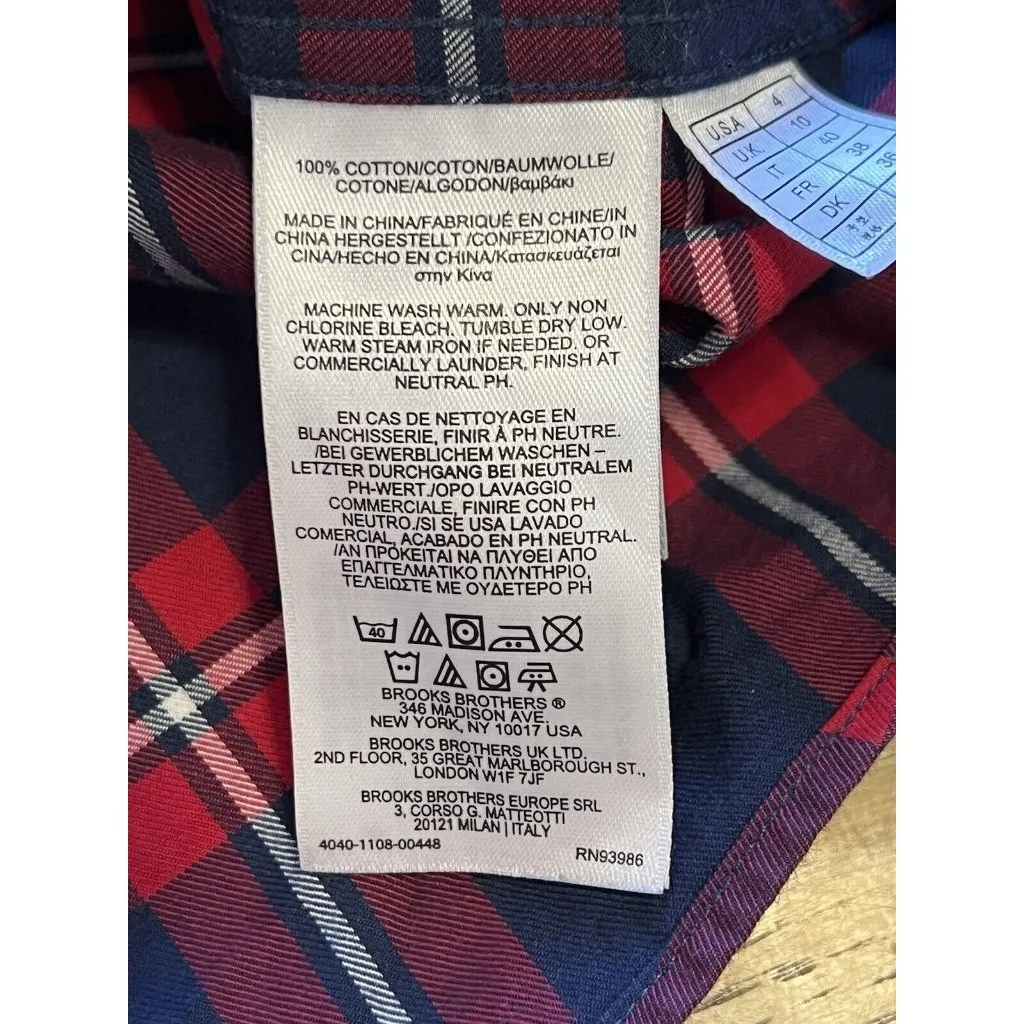 100% COTTON/COTON/BAUMWOLLE/
COTONE/ALGODON/βαμβάκι
MADE IN CHINA/FABRIQUÉ EN CHINE/IN
CHINA HERGESTELLT /CONFEZIONATO IN
CINA/HECHO EN CHINA/Κατασκευάζεται
στην Κίνα
MACHINE WASH WARM. ONLY NON
CHLORINE BLEACH. TUMBLE DRY LOW.
WARM STEAM IRON IF NEEDED. OR
COMMERCIALLY LAUNDER, FINISH AT
NEUTRAL PH.
EN CAS DE NETTOYAGE EN
BLANCHISSERIE, FINIR À PH NEUTRE.
/BEI GEWERBLICHEM WASCHEN –
LETZTER DURCHGANG BEI NEUTRALEM
PH-WERT./OPO LAVAGGIO
COMMERCIALE, FINIRE CON PH
NEUTRO./SI SE USA LAVADO
COMERCIAL, ACABADO EN PH NEUTRAL.
/ΑΝ ΠΡΟΚΕΙΤΑΙ ΝΑ ΠΛΥΘΕΙ ΑΠΟ
ΕΠΑΓΓΕΛΜΑΤΙΚΟ ΠΛΥΝΤΗΡΙΟ,
ΤΕΛΕΙΩΣΤΕ ΜΕ ΟΥΔΕΤΕΡΟ PH
40
BROOKS BROTHERS ®
346 MADISON AVE.
NEW YORK, NY 10017 USA
BROOKS BROTHERS UK LTD.
2ND FLOOR, 35 GREAT MARLBOROUGH ST.,
LONDON W1F 7JF
BROOKS BROTHERS EUROPE SRL
3, CORSO G. MATTEOTTI
20121 MILAN | ITALY
4040-1108-00448 RN93986
U.S.A 4
U.K. 10
IT 40
FR 38
DK 36